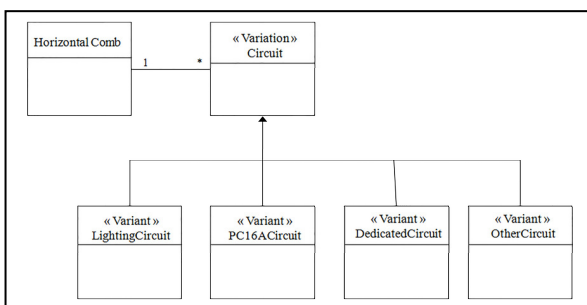 Horizontal Comb
« Variation »
Circuit
1 *
« Variant »
LightingCircuit
« Variant »
PC16ACircuit
« Variant »
DedicatedCircuit
« Variant »
OtherCircuit